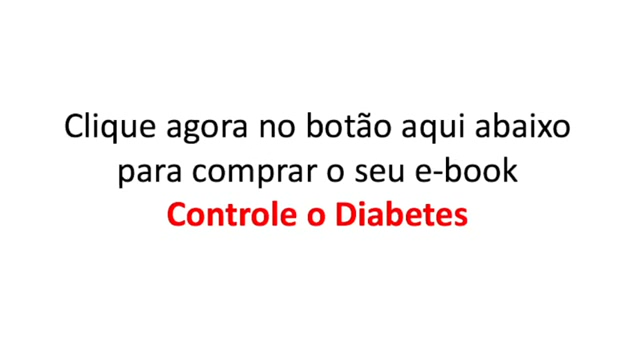 Clique agora no botão aqui abaixo
para comprar o seu e-book
Controle o Diabetes